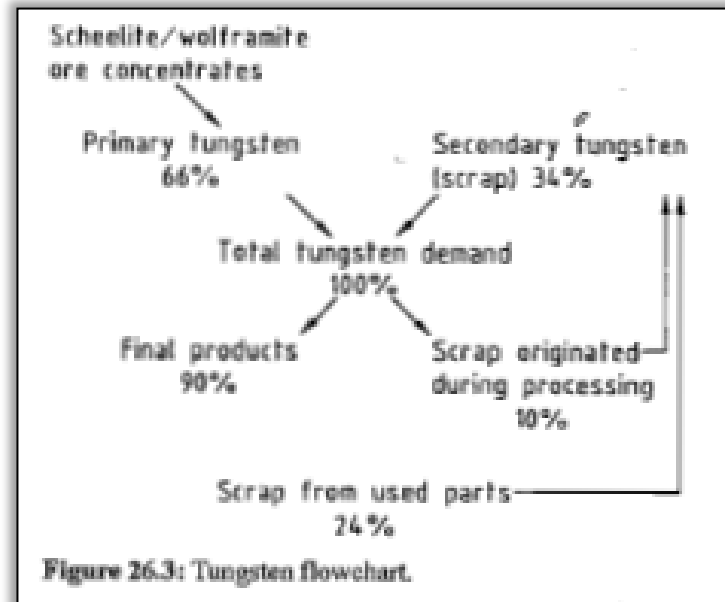 Scheelite/wolframite
ore concentrates
Primary tungsten
66%
Secondary tungsten
(scrap) 34%
Total tungsten demand
100%
Final products
90%
Scrap originated
during processing
10%
Scrap from used parts
24%
Figure 26.3: Tungsten flowchart.